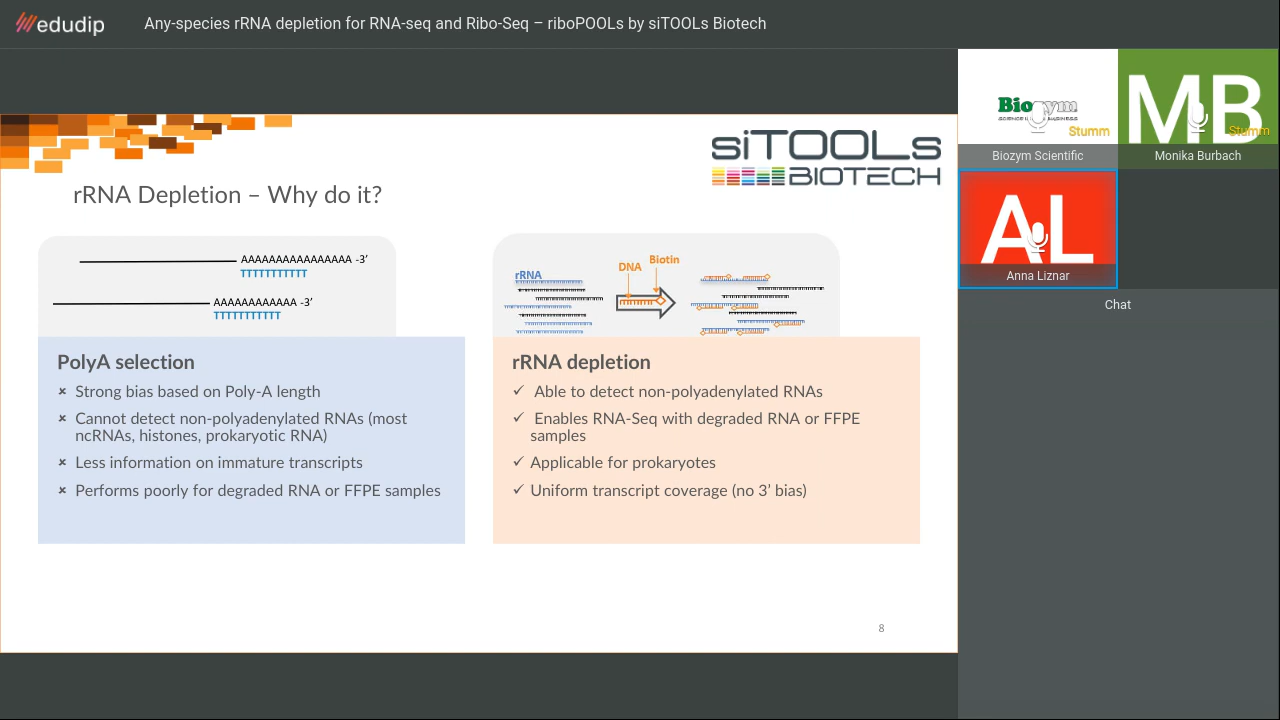 edudip
Any-species rRNA depletion for RNA-seq and Ribo-Seq – riboPOOLs by siTOOLs Biotech
siTOOLs
BIOTECH
rRNA Depletion – Why do it?
AAAAAAAAAAAAAAAA -3’
TTTTTTTTTTT
AAAAAAAAAAAA -3’
TTTTTTTTTTT
PolyA selection
× Strong bias based on Poly-A length
× Cannot detect non-polyadenylated RNAs (most
ncRNAs, histones, prokaryotic RNA)
× Less information on immature transcripts
× Performs poorly for degraded RNA or FFPE samples
rRNA
DNA
Biotin
rRNA depletion
✓ Able to detect non-polyadenylated RNAs
✓ Enables RNA-Seq with degraded RNA or FFPE
samples
✓ Applicable for prokaryotes
✓ Uniform transcript coverage (no 3’ bias)
8
Biozym
Stumm
Biozym Scientific
MB
Stumm
Monika Burbach
AL
Anna Liznar
Chat